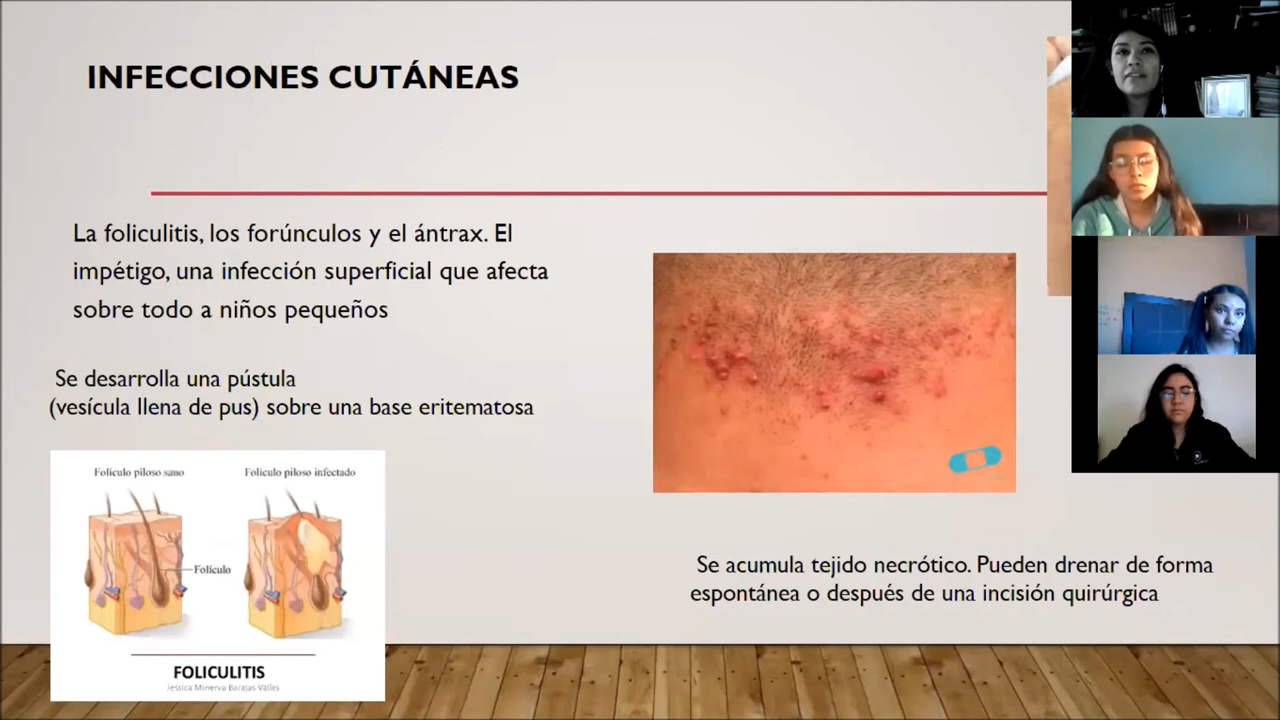 INFECCIONES CUTÁNEAS
La foliculitis, los forúnculos y el ántrax. El
impétigo, una infección superficial que afecta
sobre todo a niños pequeños
Se desarrolla una pústula
(vesícula llena de pus) sobre una base eritematosa
Folículo piloso sano
Folículo piloso infectado
Folículo
FOLICULITIS
Jessica Minerva Barajas Valles
Se acumula tejido necrótico. Pueden drenar de forma
espontánea o después de una incisión quirúrgica